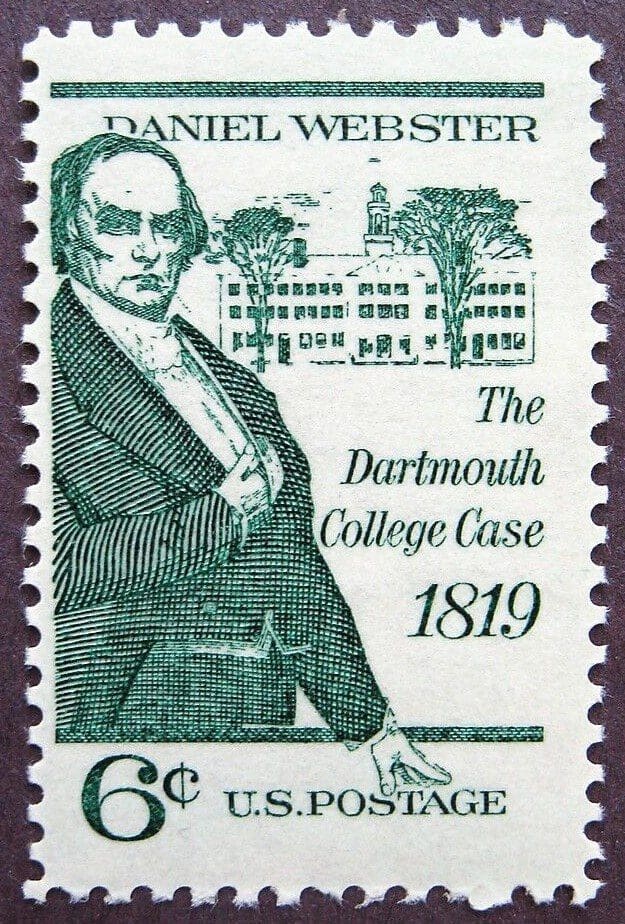 DANIEL WEBSTER
The
Dartmouth
College Case
1819
6¢ U.S.POSTAGE